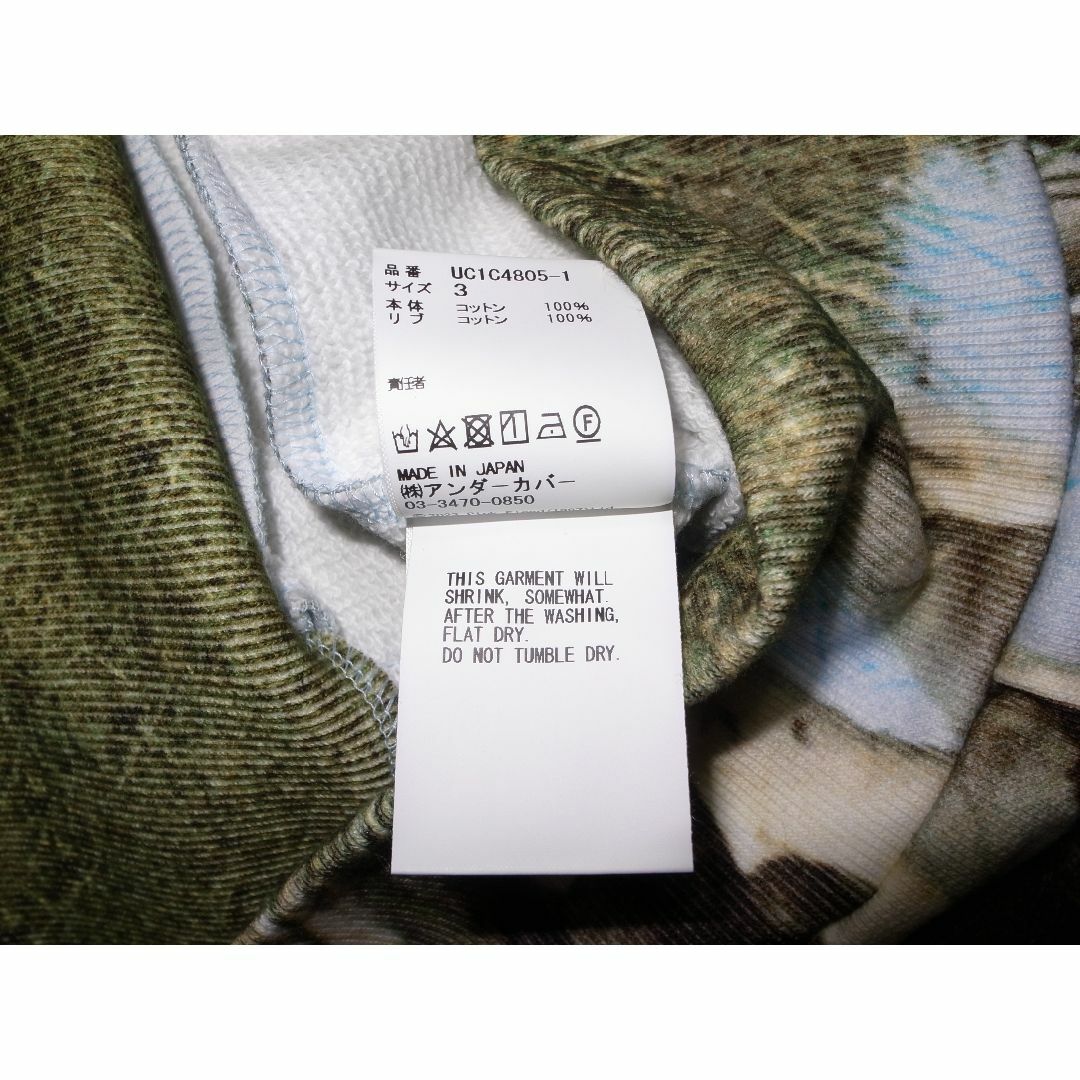 品番 UC1C4805-1
サイズ 3
本体 コットン 100%
リブ コットン 100%
責任者
MADE IN JAPAN
㈱アンダーカバー
03-3470-0850
THIS GARMENT WILL
SHRINK, SOMEWHAT.
AFTER THE WASHING,
FLAT DRY.
DO NOT TUMBLE DRY.